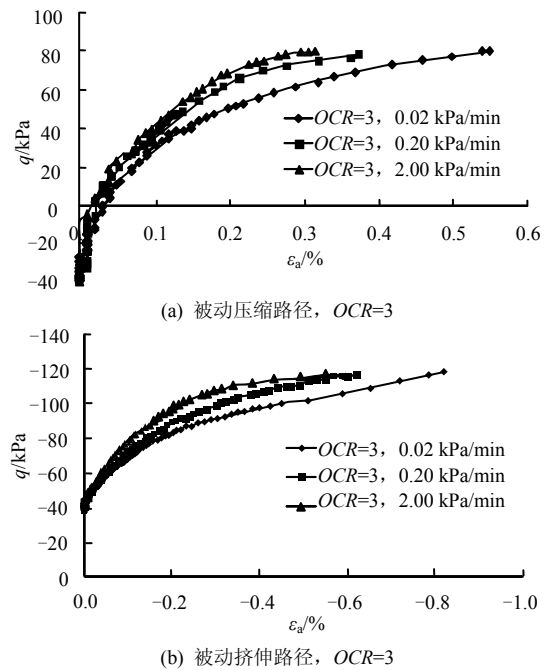 100
80
60
40
20
0
−20
−40
q/kPa
OCR=3，0.02 kPa/min
OCR=3，0.20 kPa/min
OCR=3，2.00 kPa/min
0. 0.1 0.2 0.3 0.4 0.5 0.6
εa/%
(a) 被动压缩路径，OCR=3
−140
−120
−100
−80
−60
−40
−20
0
q/kPa
OCR=3，0.02 kPa/min
OCR=3，0.20 kPa/min
OCR=3，2.00 kPa/min
0.0 −0.2 −0.4 −0.6 −0.8 −1.0
εa/%
(b) 被动挤伸路径，OCR=3